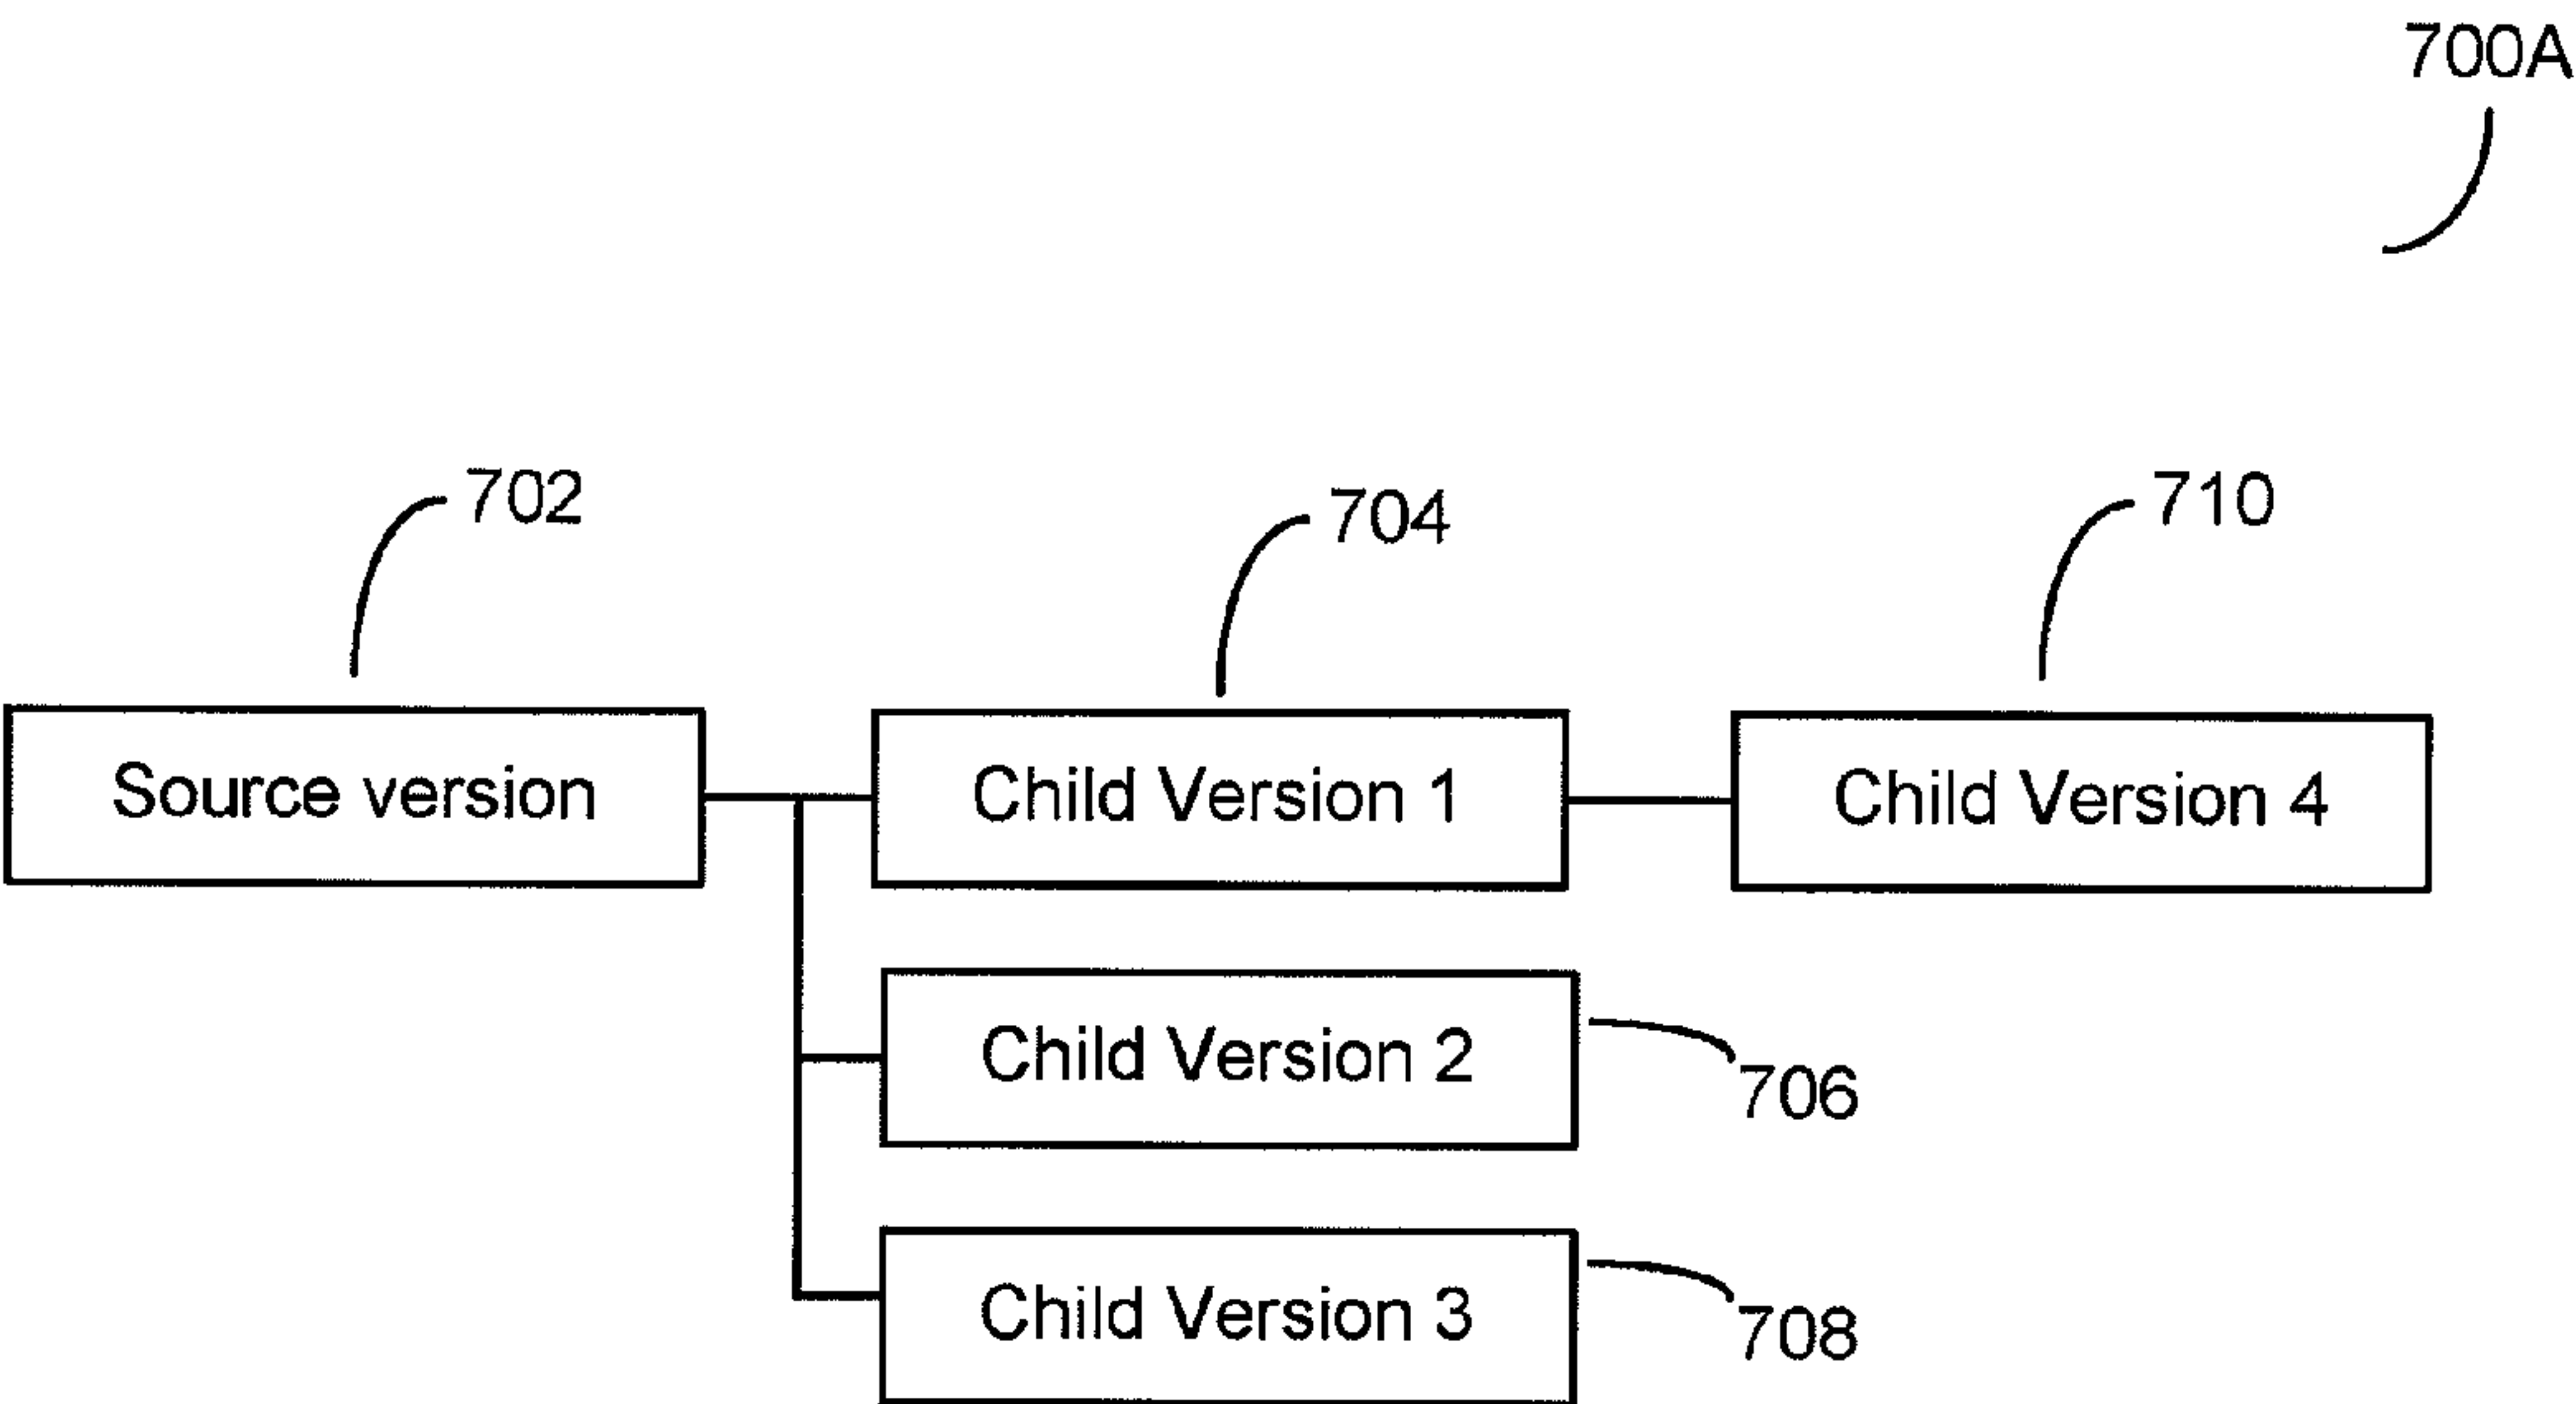 700A
702
704
710
Source version
Child Version 1
Child Version 4
Child Version 2
706
Child Version 3
708